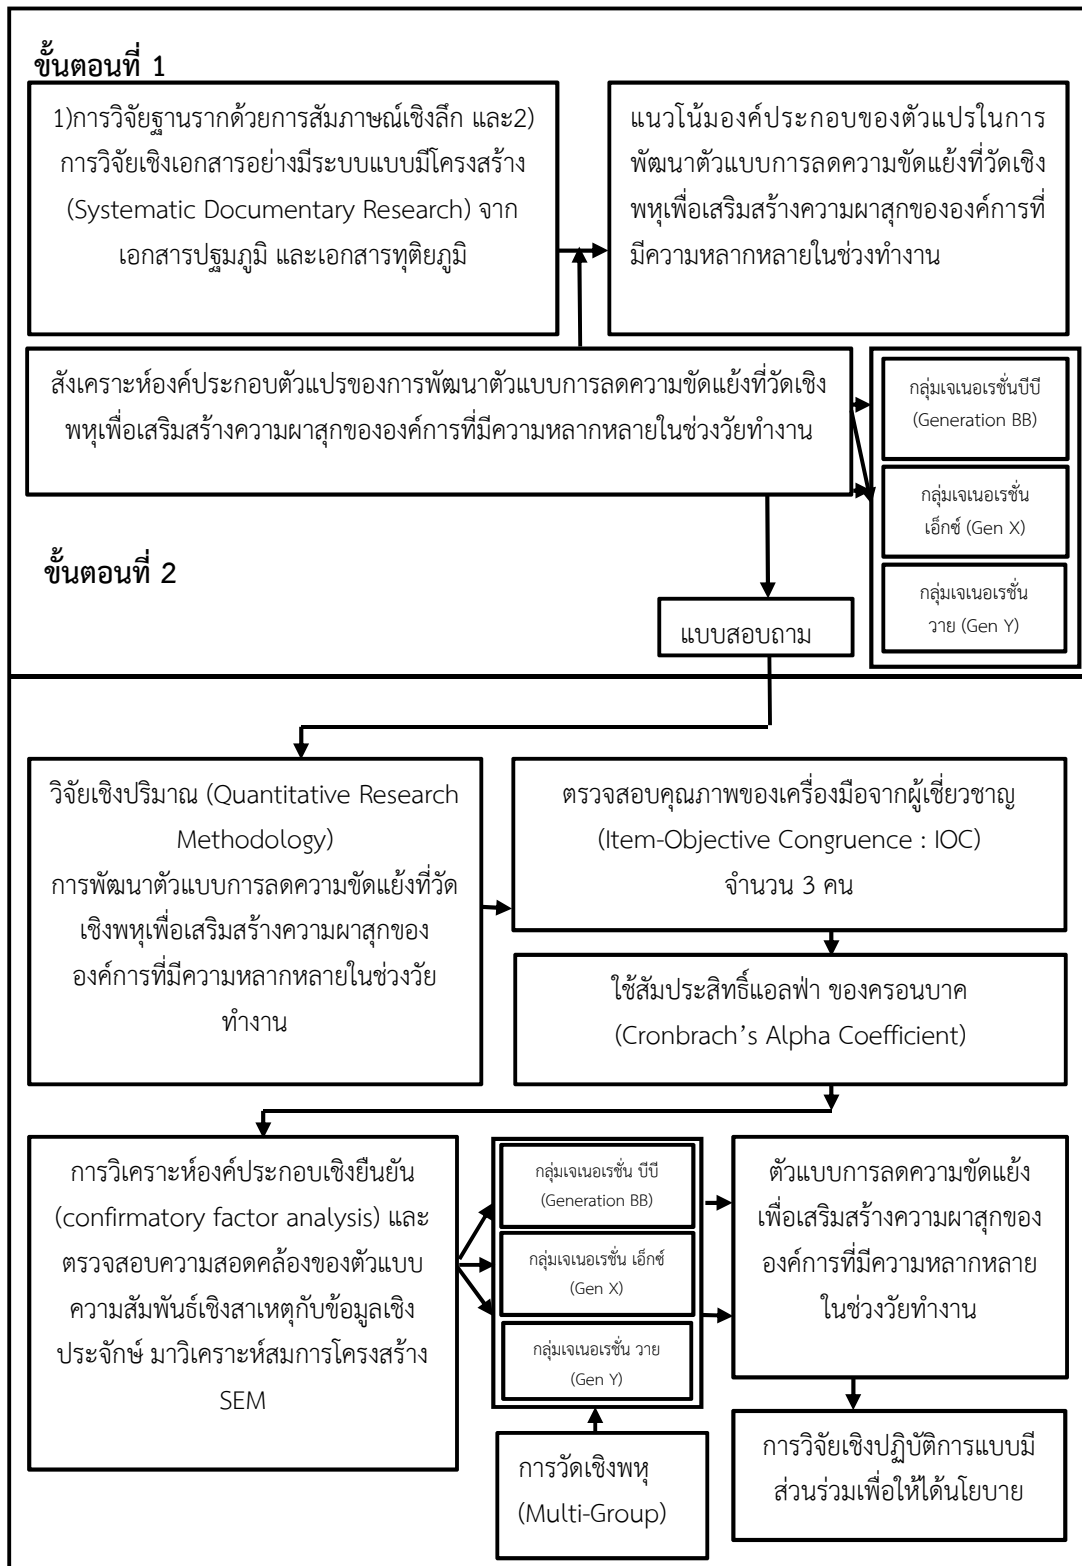 ขั้นตอนที่ 1
1)การวิจัยฐานรากด้วยการสัมภาษณ์เชิงลึก และ2)
การวิจัยเชิงเอกสารอย่างมีระบบแบบมีโครงสร้าง
(Systematic Documentary Research) จาก
เอกสารปฐมภูมิ และเอกสารทุติยภูมิ
แนวโน้มองค์ประกอบของตัวแปรในการ
พัฒนาตัวแบบการลดความขัดแย้งที่วัดเชิง
พหุเพื่อเสริมสร้างความผาสุกขององค์การที่
มีความหลากหลายในช่วงทำงาน
สังเคราะห์องค์ประกอบตัวแปรของการพัฒนาตัวแบบการลดความขัดแย้งที่วัดเชิง
พหุเพื่อเสริมสร้างความผาสุกขององค์การที่มีความหลากหลายในช่วงวัยทำงาน
กลุ่มเจเนอเรชั่นบีบี
(Generation BB)
กลุ่มเจเนอเรชั่น
เอ็กซ์ (Gen X)
กลุ่มเจเนอเรชั่น
วาย (Gen Y)
ขั้นตอนที่ 2
แบบสอบถาม
วิจัยเชิงปริมาณ (Quantitative Research
Methodology)
การพัฒนาตัวแบบการลดความขัดแย้งที่วัด
เชิงพหุเพื่อเสริมสร้างความผาสุกของ
องค์การที่มีความหลากหลายในช่วงวัย
ทำงาน
ตรวจสอบคุณภาพของเครื่องมือจากผู้เชี่ยวชาญ
(Item-Objective Congruence : IOC)
จำนวน 3 คน
ใช้สัมประสิทธิ์แอลฟ่า ของครอนบาค
(Cronbrach’s Alpha Coefficient)
การวิเคราะห์องค์ประกอบเชิงยืนยัน
(confirmatory factor analysis) และ
ตรวจสอบความสอดคล้องของตัวแบบ
ความสัมพันธ์เชิงสาเหตุกับข้อมูลเชิง
ประจักษ์ มาวิเคราะห์สมการโครงสร้าง
SEM
กลุ่มเจเนอเรชั่น บีบี
(Generation BB)
กลุ่มเจเนอเรชั่น เอ็กซ์
(Gen X)
กลุ่มเจเนอเรชั่น วาย
(Gen Y)
ตัวแบบการลดความขัดแย้ง
เพื่อเสริมสร้างความผาสุกของ
องค์การที่มีความหลากหลาย
ในช่วงวัยทำงาน
การวัดเชิงพหุ
(Multi-Group)
การวิจัยเชิงปฏิบัติการแบบมี
ส่วนร่วมเพื่อให้ได้นโยบาย